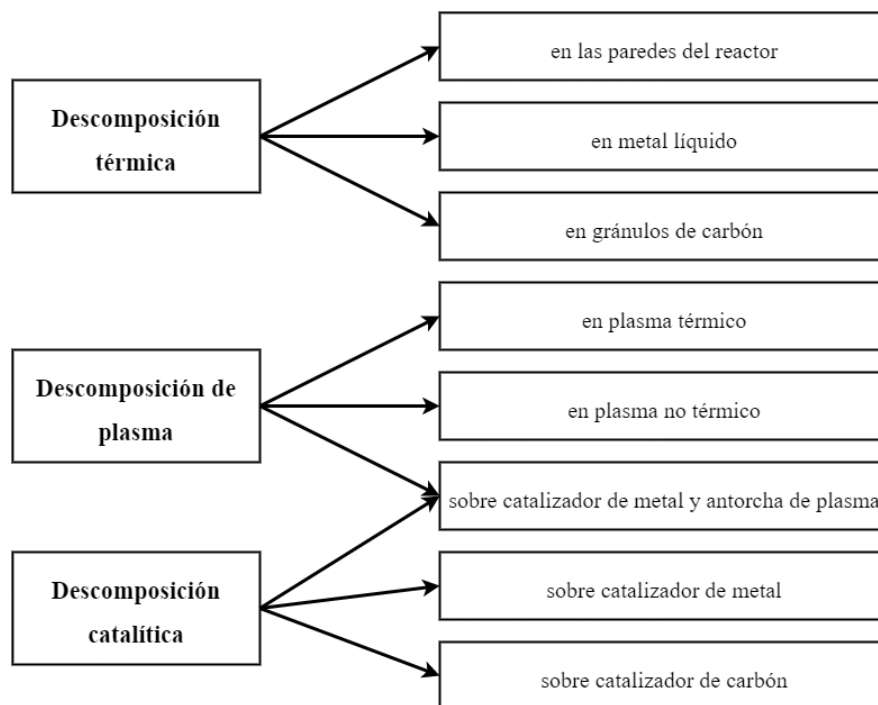 Descomposición
térmica
en las paredes del reactor
en metal líquido
en gránulos de carbón
Descomposición de
plasma
en plasma térmico
en plasma no térmico
sobre catalizador de metal y antorcha de plasma
Descomposición
catalítica
sobre catalizador de metal
sobre catalizador de carbón